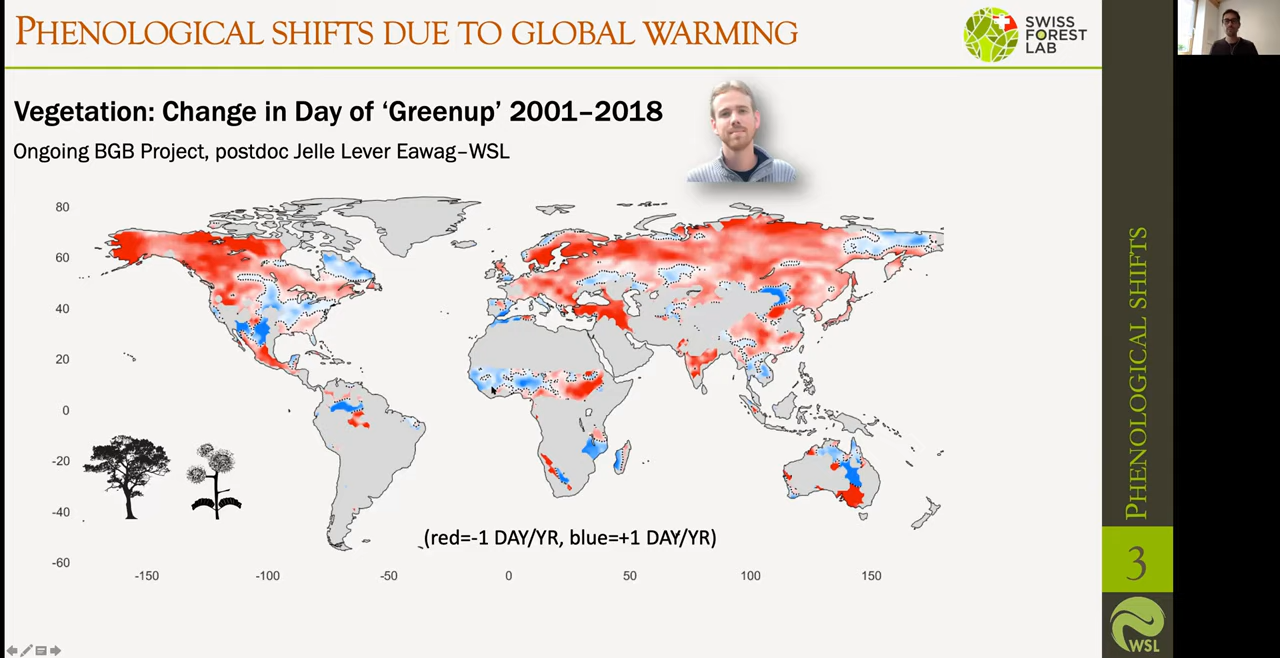 PHENOLOGICAL SHIFTS DUE TO GLOBAL WARMING
SWISS
FOREST
LAB
Vegetation: Change in Day of ‘Greenup’ 2001–2018
Ongoing BGB Project, postdoc Jelle Lever Eawag–WSL
80
60
40
20
0
-20
-40
-60
(red=-1 DAY/YR, blue=+1 DAY/YR)
-150
-100
-50
0
50
100
150
PHENOLOGICAL SHIFTS
3
WSL